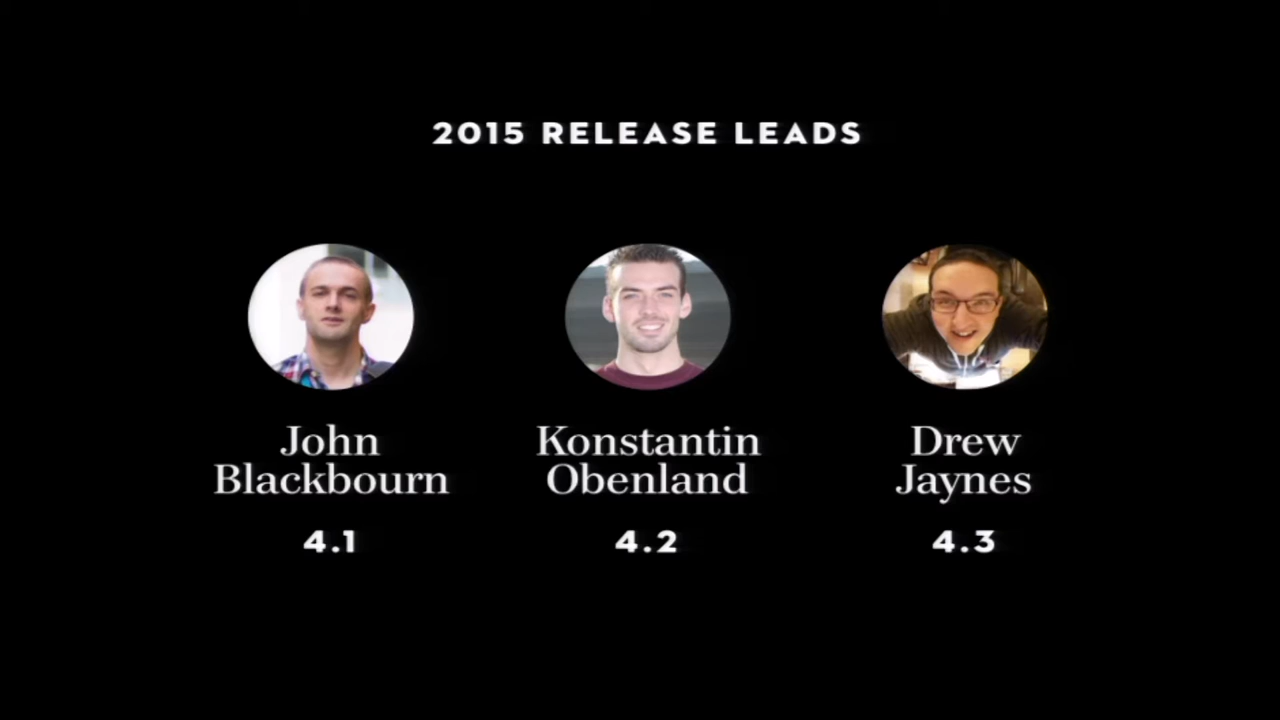 2015 RELEASE LEADS
John
Blackbourn
4.1
Konstantin
Obenland
4.2
Drew
Jaynes
4.3